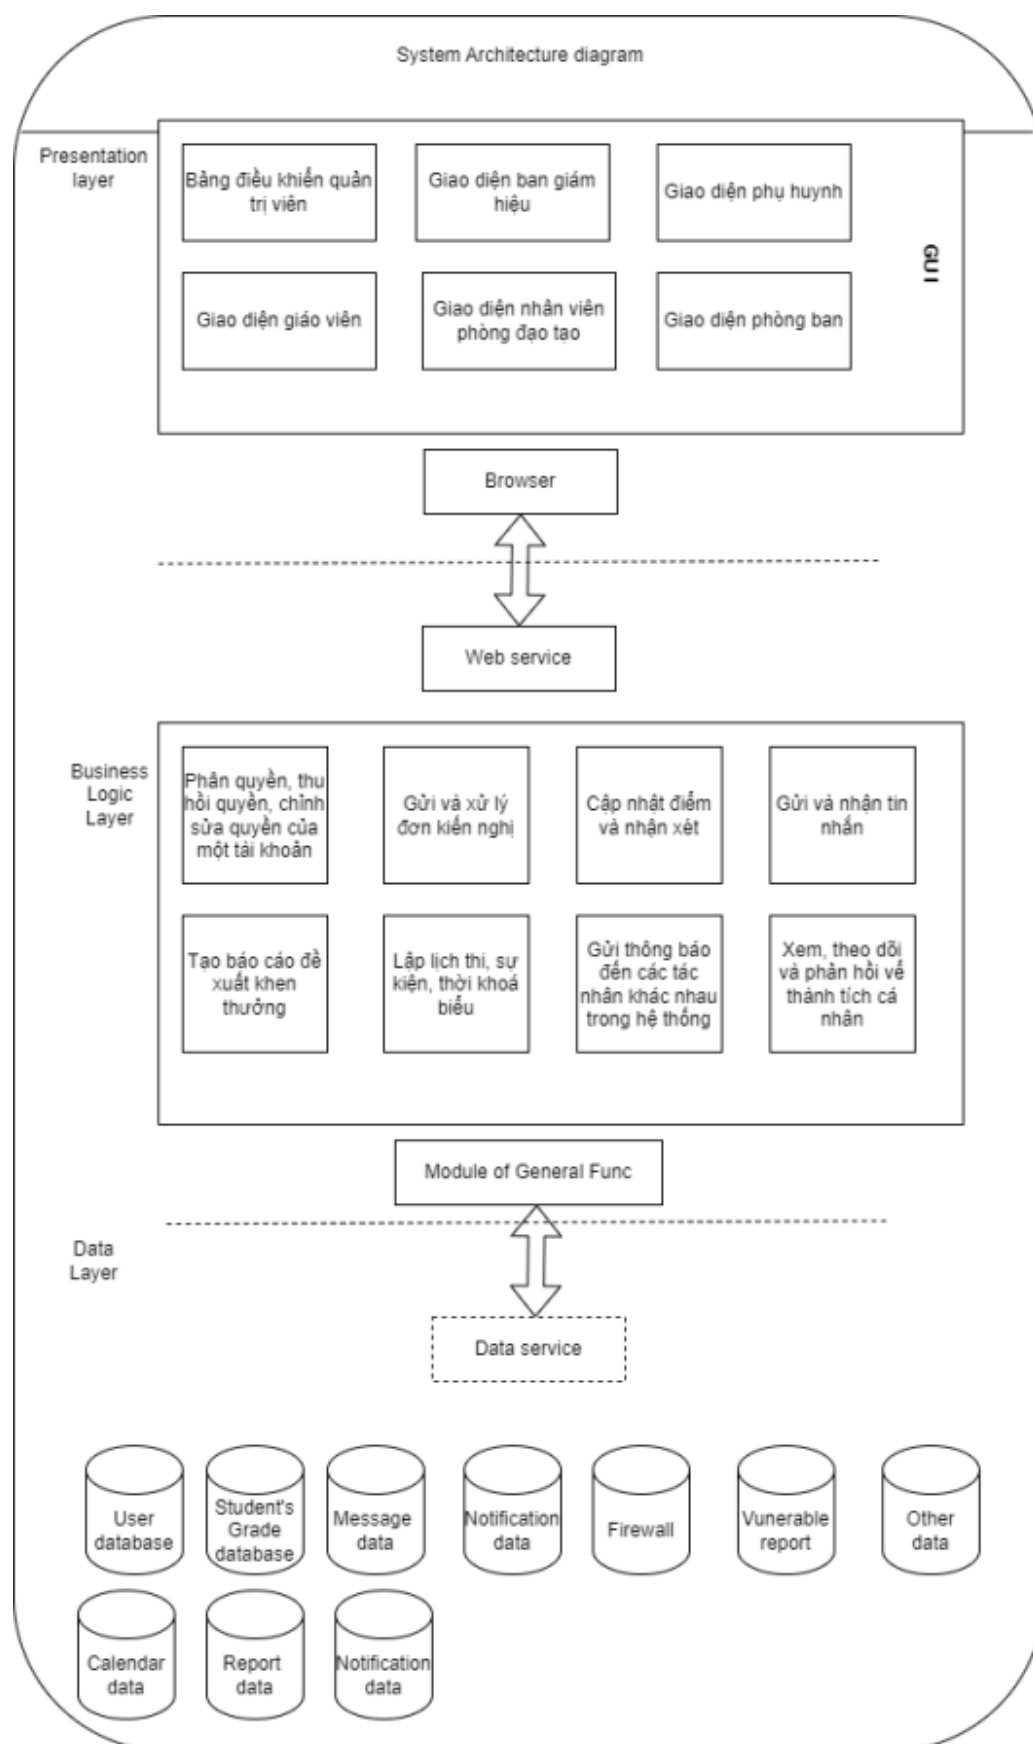 System Architecture diagram
Presentation
layer
Bảng điều khiển quản
trị viên
Giao diện ban giám
hiệu
Giao diện phụ huynh
GUI
Giao diện giáo viên
Giao diện nhân viên
phòng đạo tạo
Giao diện phòng ban
Browser
Web service
Business
Logic
Layer
Phân quyền, thu
hồi quyền, chỉnh
sửa quyền của
một tài khoản
Gửi và xử lý
đơn kiến nghị
Cập nhật điểm
và nhận xét
Gửi và nhận tin
nhắn
Tạo báo cáo đề
xuất khen
thưởng
Lập lịch thi, sự
kiện, thời khoá
biểu
Gửi thông báo
đến các tác
nhân khác nhau
trong hệ thống
Xem, theo dõi
và phản hồi về
thành tích cá
nhân
Module of General Func
Data
Layer
Data service
User
database
Student's
Grade
database
Message
data
Notification
data
Firewall
Vunerable
report
Other
data
Calendar
data
Report
data
Notification
data